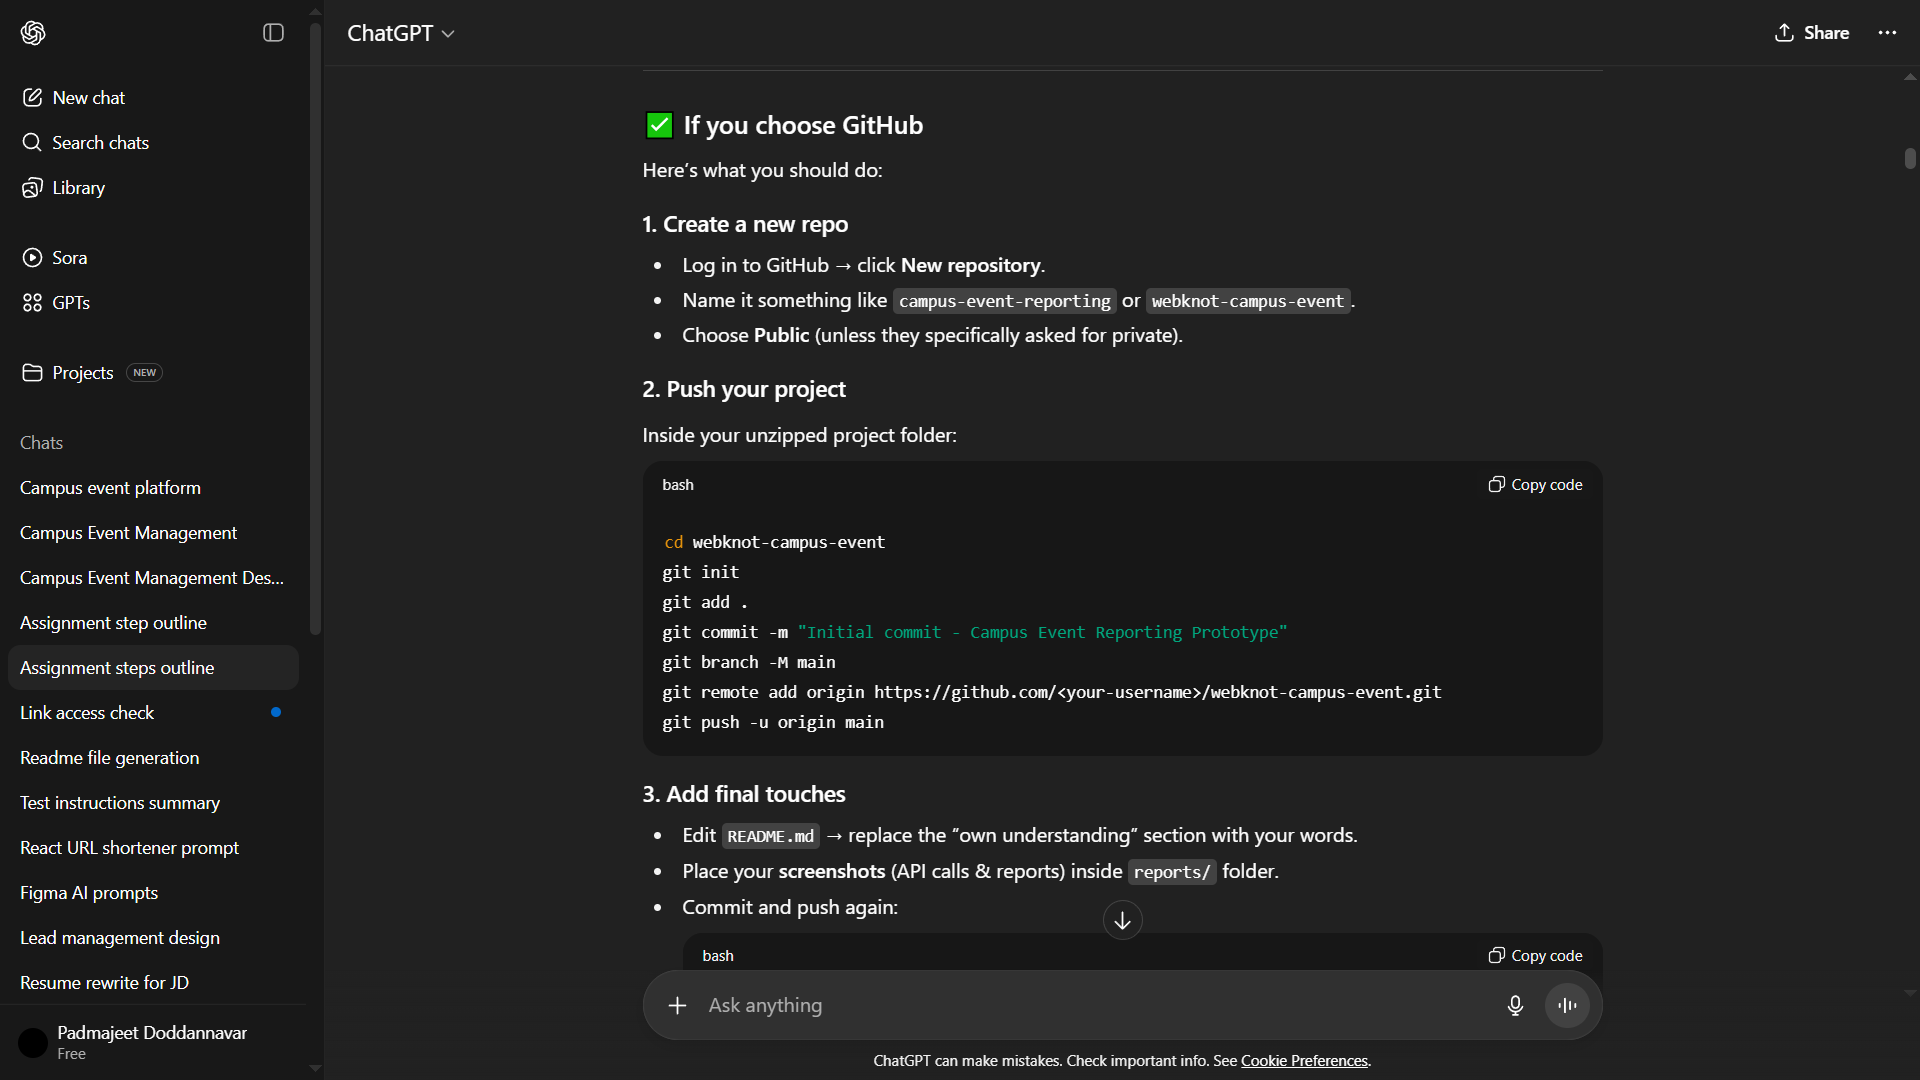 New chat
Search chats
Library
Sora
GPTs
Projects NEW
Chats
Campus event platform
Campus Event Management
Campus Event Management Des...
Assignment step outline
Assignment steps outline
Link access check
Readme file generation
Test instructions summary
React URL shortener prompt
Figma AI prompts
Lead management design
Resume rewrite for JD
Padmajeet Doddannavar
Free
ChatGPT
Share
✅ If you choose GitHub
Here’s what you should do:
1. Create a new repo
• Log in to GitHub → click New repository.
• Name it something like campus-event-reporting or webknot-campus-event.
• Choose Public (unless they specifically asked for private).
2. Push your project
Inside your unzipped project folder:
bash Copy code
cd webknot-campus-event
git init
git add .
git commit -m "Initial commit - Campus Event Reporting Prototype"
git branch -M main
git remote add origin https://github.com/<your-username>/webknot-campus-event.git
git push -u origin main
3. Add final touches
• Edit README.md → replace the “own understanding” section with your words.
• Place your screenshots (API calls & reports) inside reports/ folder.
• Commit and push again:
bash Copy code
Ask anything
ChatGPT can make mistakes. Check important info. See Cookie Preferences.